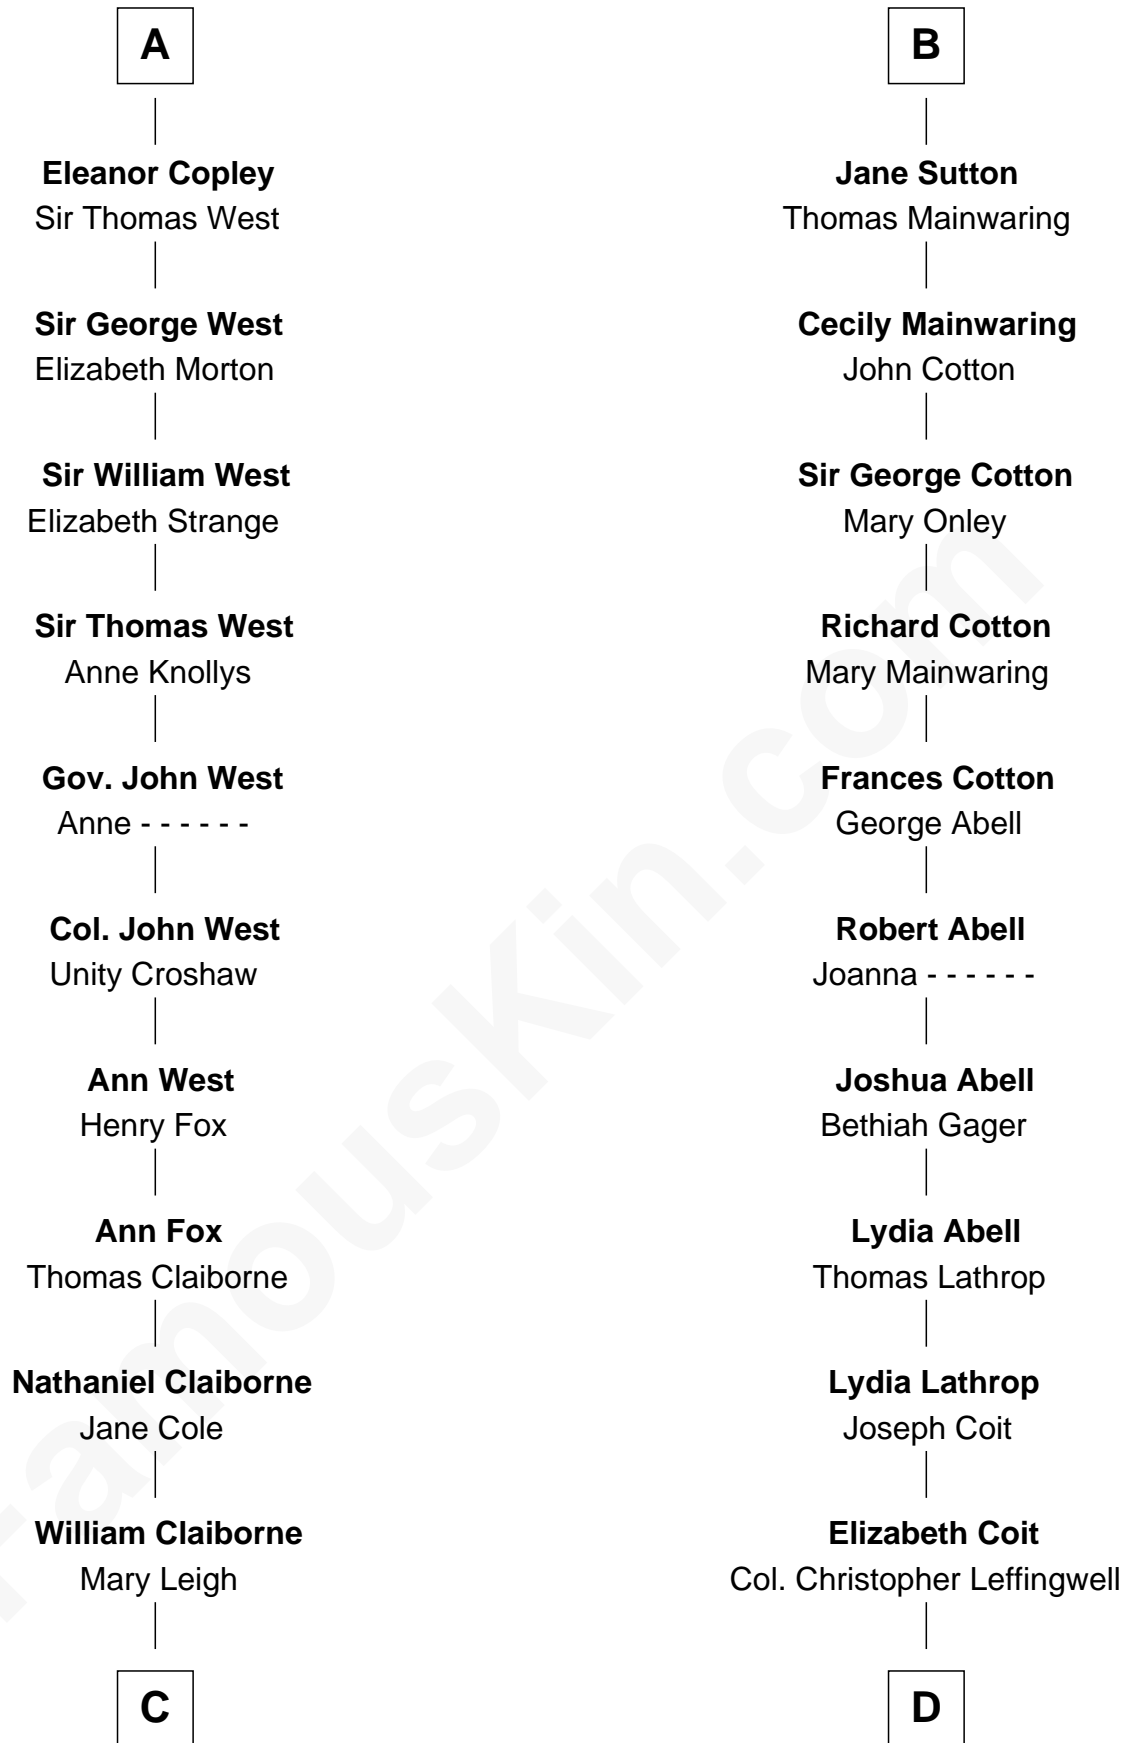 A
Eleanor Copley
Sir Thomas West
Sir George West
Elizabeth Morton
Sir William West
Elizabeth Strange
Sir Thomas West
Anne Knollys
Gov. John West
Anne - - - - - -
Col. John West
Unity Croshaw
Ann West
Henry Fox
Ann Fox
Thomas Claiborne
Nathaniel Claiborne
Jane Cole
William Claiborne
Mary Leigh
C
B
Jane Sutton
Thomas Mainwaring
Cecily Mainwaring
John Cotton
Sir George Cotton
Mary Onley
Richard Cotton
Mary Mainwaring
Frances Cotton
George Abell
Robert Abell
Joanna - - - - - -
Joshua Abell
Bethiah Gager
Lydia Abell
Thomas Lathrop
Lydia Lathrop
Joseph Coit
Elizabeth Coit
Col. Christopher Leffingwell
D
FamousKin.com